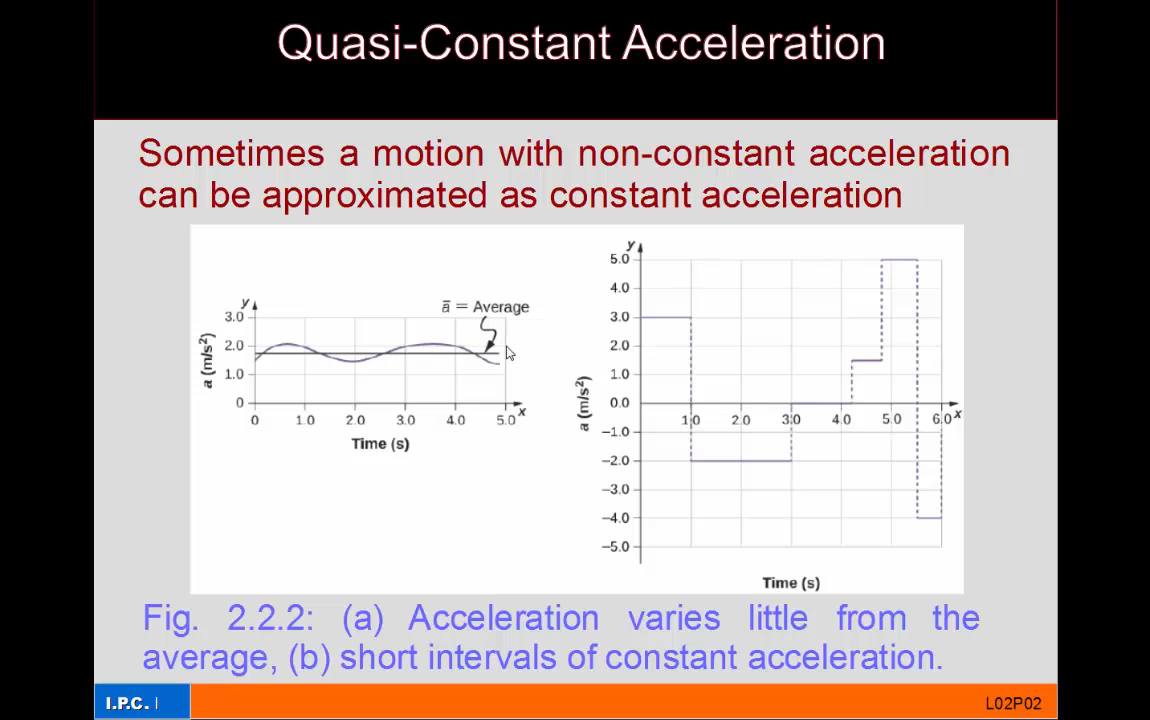 Quasi-Constant Acceleration
Sometimes a motion with non-constant acceleration
can be approximated as constant acceleration
y
3.0
2.0
1.0
0
a (m/s²)
ā = Average
0 1.0 2.0 3.0 4.0 5.0 x
Time (s)
y
5.0
4.0
3.0
2.0
1.0
0.0
−1.0
−2.0
−3.0
−4.0
−5.0
a (m/s²)
1.0 2.0 3.0 4.0 5.0 6.0 x
Time (s)
Fig. 2.2.2: (a) Acceleration varies little from the
average, (b) short intervals of constant acceleration.
I.P.C. |
L02P02